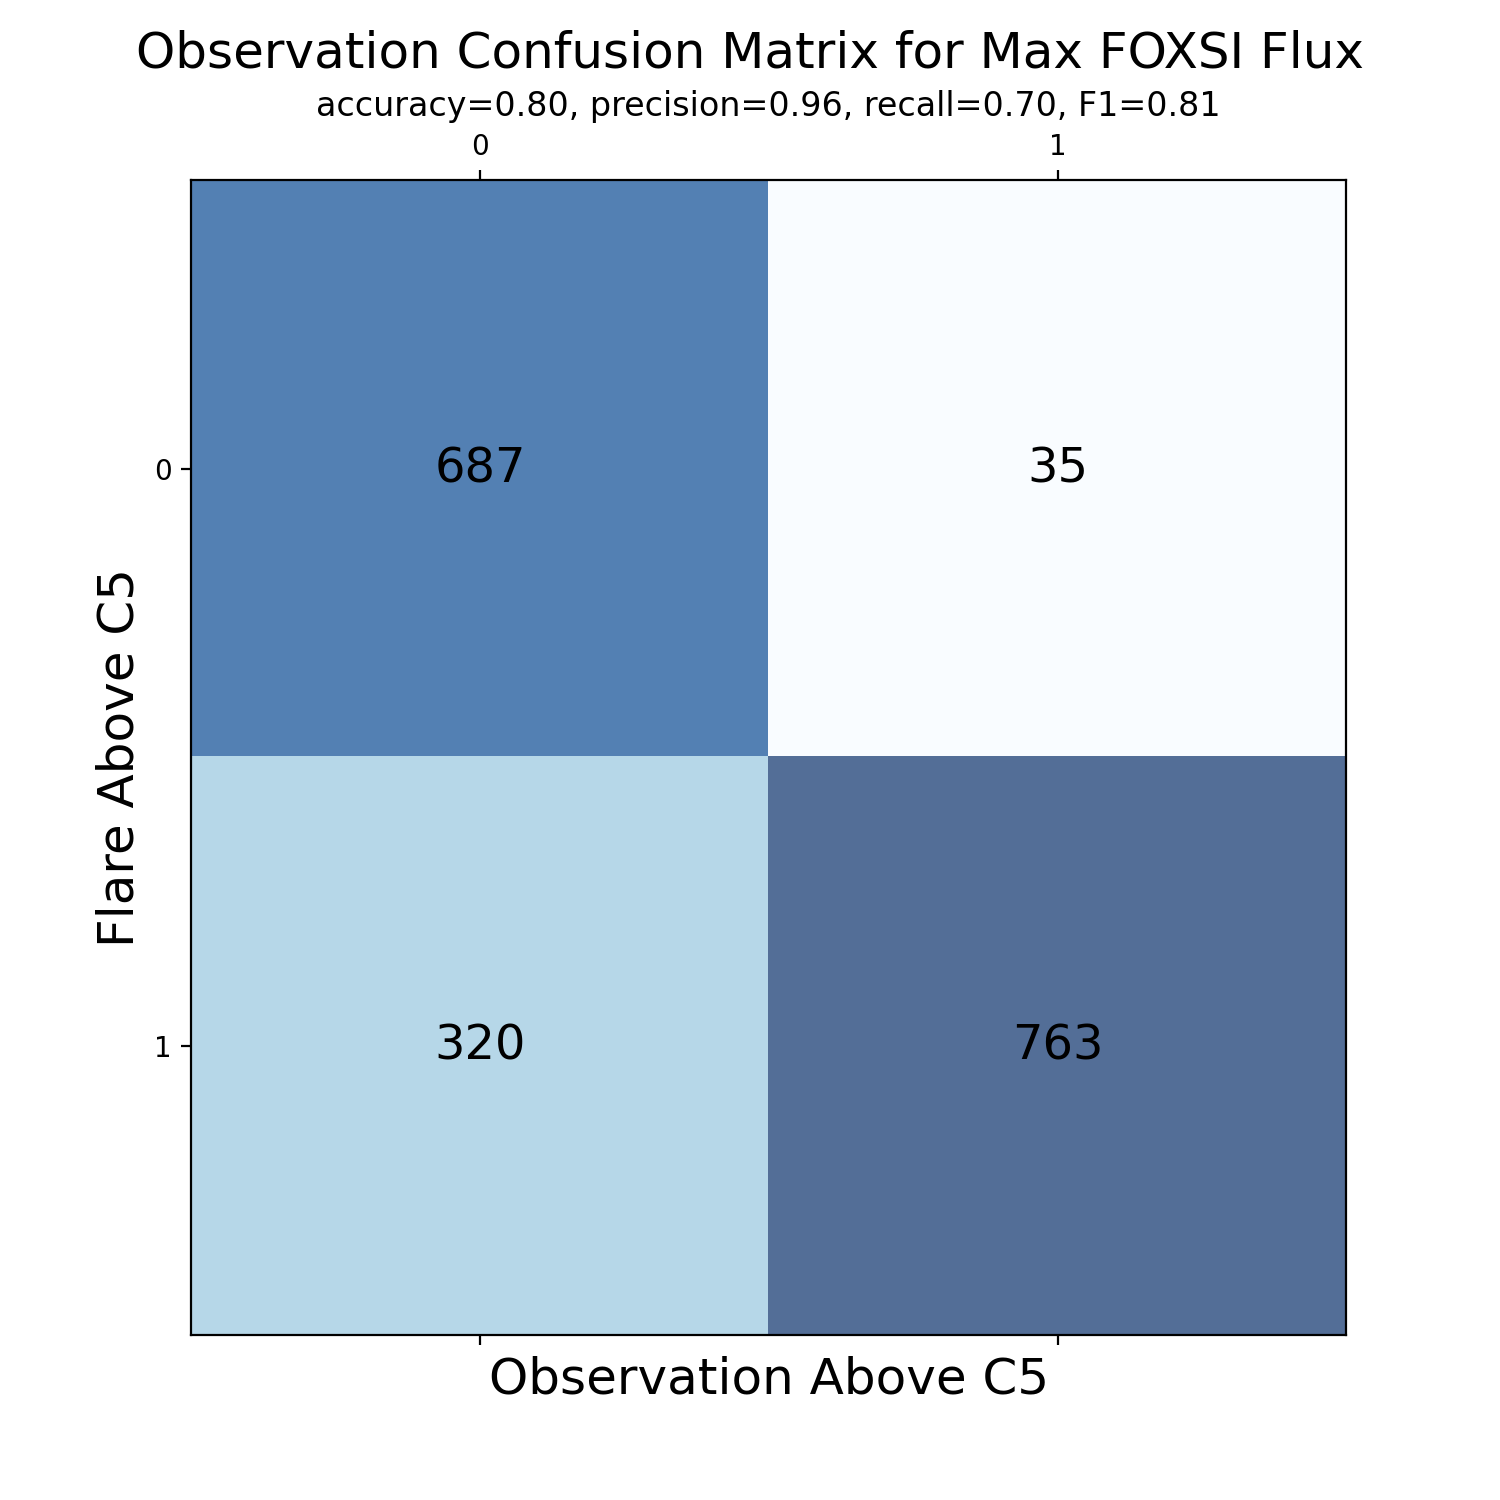 Observation Confusion Matrix for Max FOXSI Flux
accuracy=0.80, precision=0.96, recall=0.70, F1=0.81
0 1
0 687 35
Flare Above C5
1 320 763
Observation Above C5